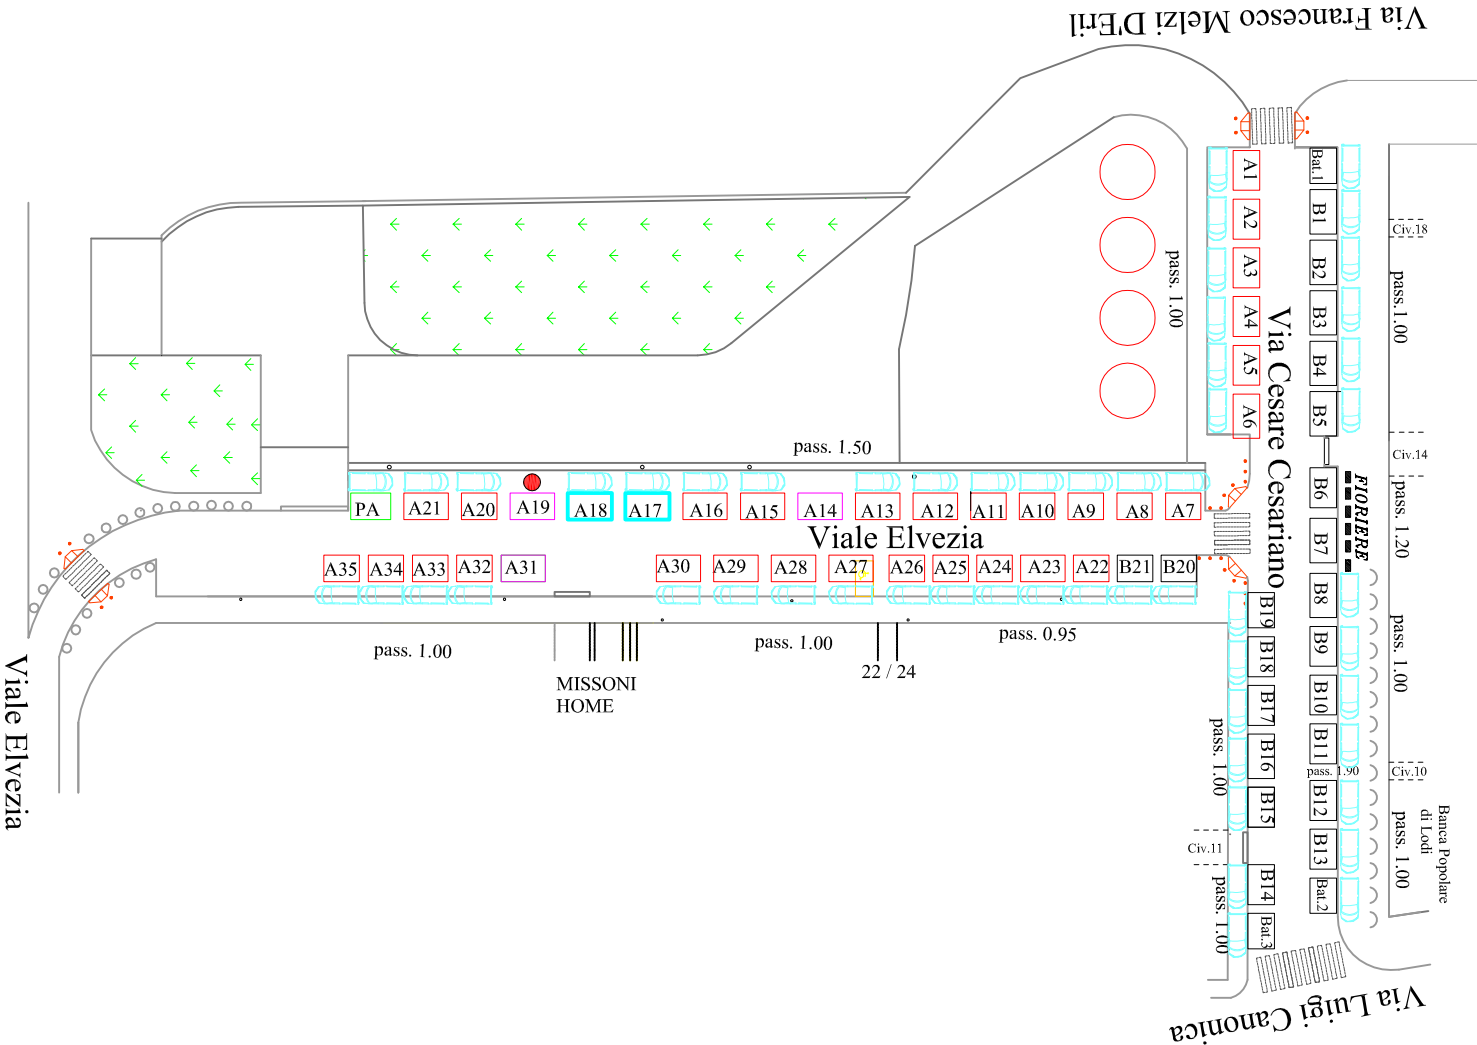 Via Francesco Melzi D'Eril
A1
A2
A3
A4
A5
A6
Bat.1
B1
B2
B3
B4
B5
B6
B7
B8
B9
B10
B11
pass. 1.90
B12
B13
Bat.2
Civ.18
pass.1.00
Civ.14
pass. 1.20
FIORIERE
pass. 1.00
Civ.10
pass. 1.00
Banca Popolare
di Lodi
Via Cesare Cesariano
pass. 1.00
pass. 1.50
PA
A21
A20
A19
A18
A17
A16
A15
A14
A13
A12
A11
A10
A9
A8
A7
Viale Elvezia
A35
A34
A33
A32
A31
A30
A29
A28
A27
A26
A25
A24
A23
A22
B21
B20
B19
B18
B17
B16
B15
B14
Bat.3
pass. 1.00
Civ.11
pass. 1.00
pass. 1.00
pass. 1.00
pass. 0.95
22 / 24
MISSONI
HOME
Viale Elvezia
Via Luigi Canonica